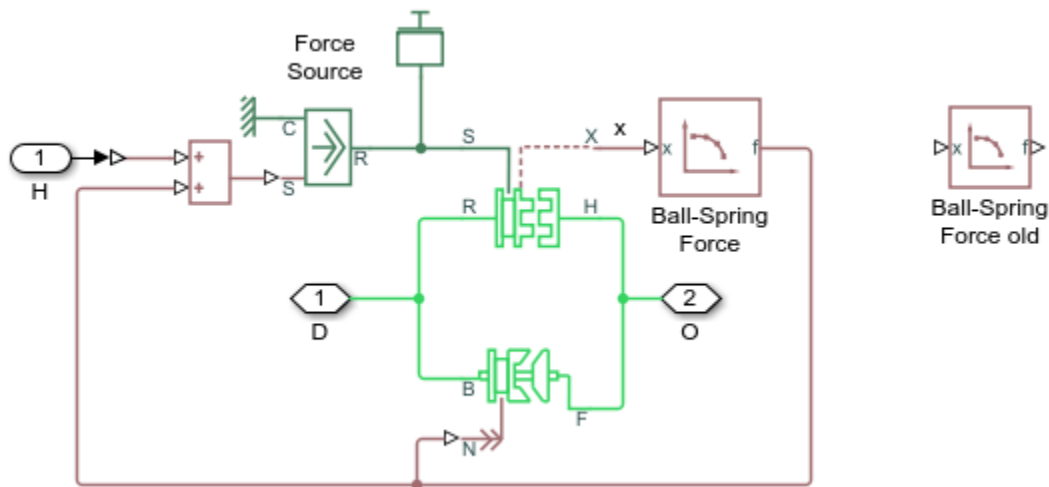 Force
Source
C
S
R
S
X
x
x
f
Ball-Spring
Force
x
f
Ball-Spring
Force old
1
H
+
+
R
H
1
D
2
O
B
F
N